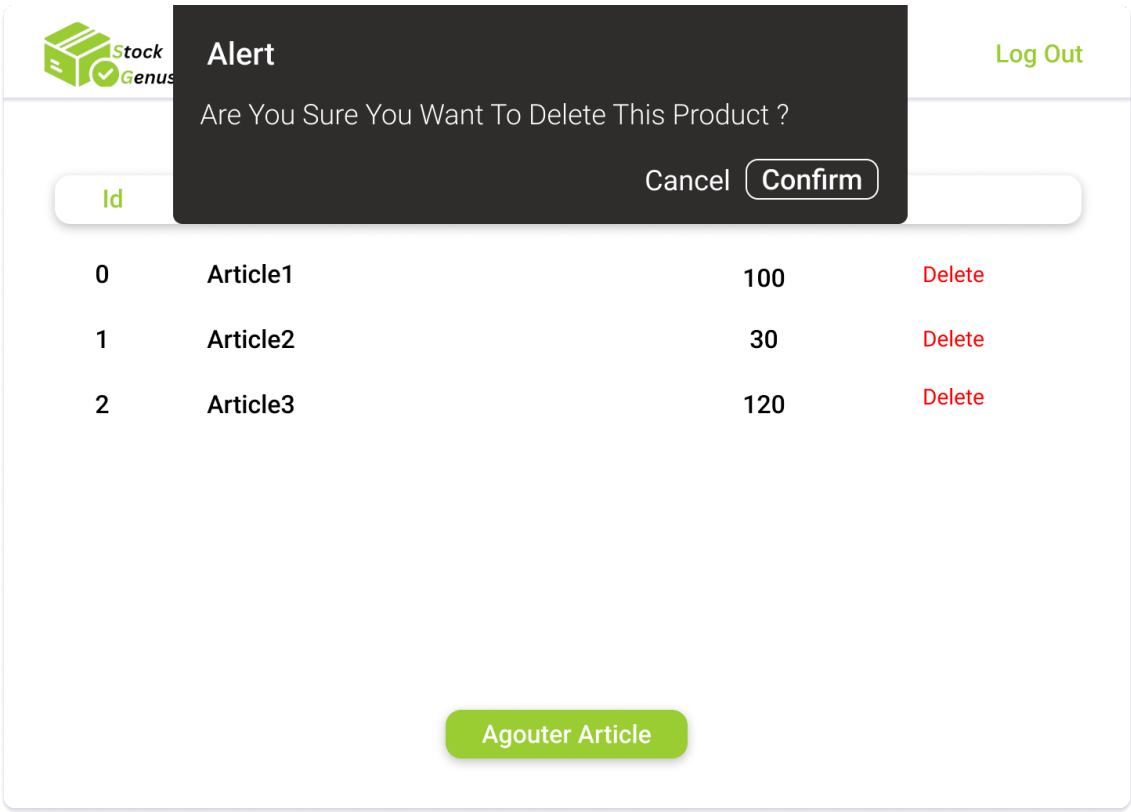 Stock
Genus
Alert
Log Out
Are You Sure You Want To Delete This Product ?
Cancel Confirm
Id
0 Article1 100 Delete
1 Article2 30 Delete
2 Article3 120 Delete
Agouter Article